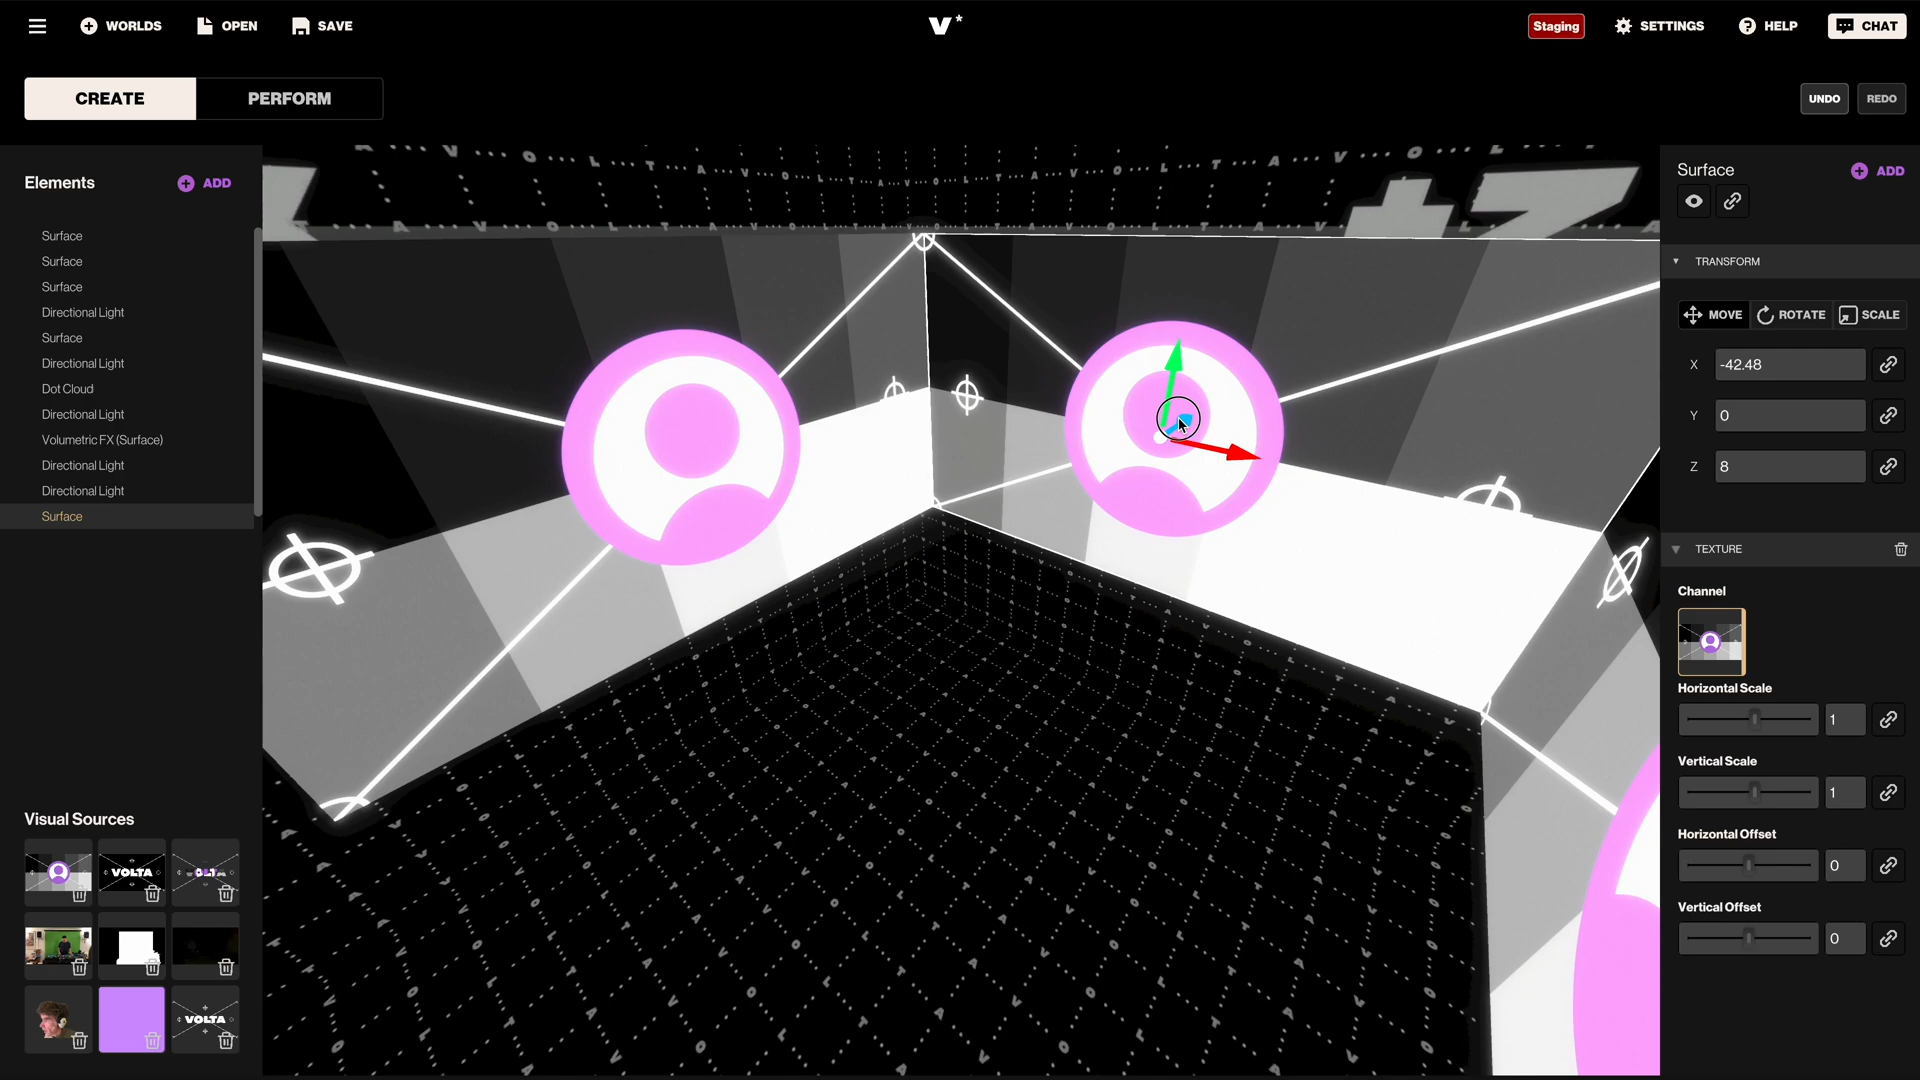 WORLDS OPEN SAVE V* Staging SETTINGS HELP CHAT
CREATE PERFORM UNDO REDO
Elements ADD
Surface
Surface
Surface
Directional Light
Surface
Directional Light
Dot Cloud
Directional Light
Volumetric FX (Surface)
Directional Light
Directional Light
Surface
Visual Sources
VOLTA
VOLTA
+Z
Surface ADD
TRANSFORM
MOVE ROTATE SCALE
X -42.48
Y 0
Z 8
TEXTURE
Channel
Horizontal Scale
1
Vertical Scale
1
Horizontal Offset
0
Vertical Offset
0